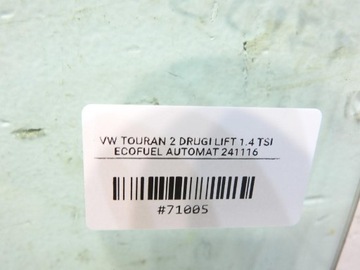 VW TOURAN 2 DRUGI LIFT 1.4 TSI
ECOFUEL AUTOMAT 241116
#71005